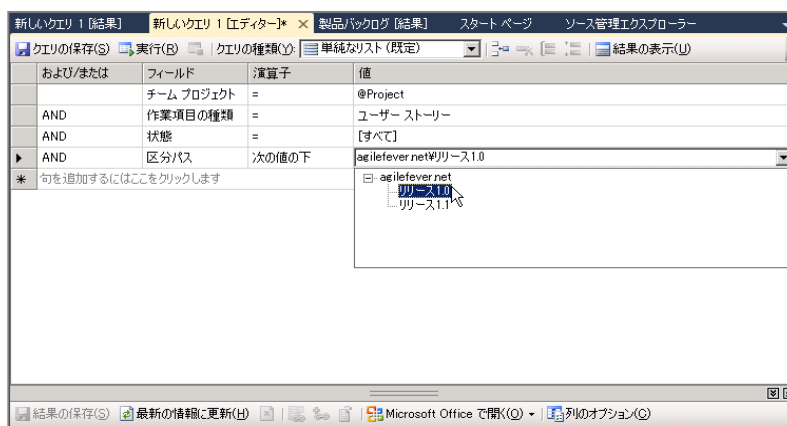 新しいクエリ 1 [結果] 新しいクエリ 1 [エディター]* 製品バックログ [結果] スタート ページ ソース管理エクスプローラー
クエリの保存(S) 実行(R) クエリの種類(Y): 単純なリスト (既定) 結果の表示(U)
および/または フィールド 演算子 値
チーム プロジェクト = @Project
AND 作業項目の種類 = ユーザー ストーリー
AND 状態 = [すべて]
AND 区分パス 次の値の下 agilefever.net¥リリース1.0
句を追加するにはここをクリックします
agilefever.net
リリース1.0
リリース1.1
結果の保存(S) 最新の情報に更新(H) Microsoft Office で開く(O) 列のオプション(C)